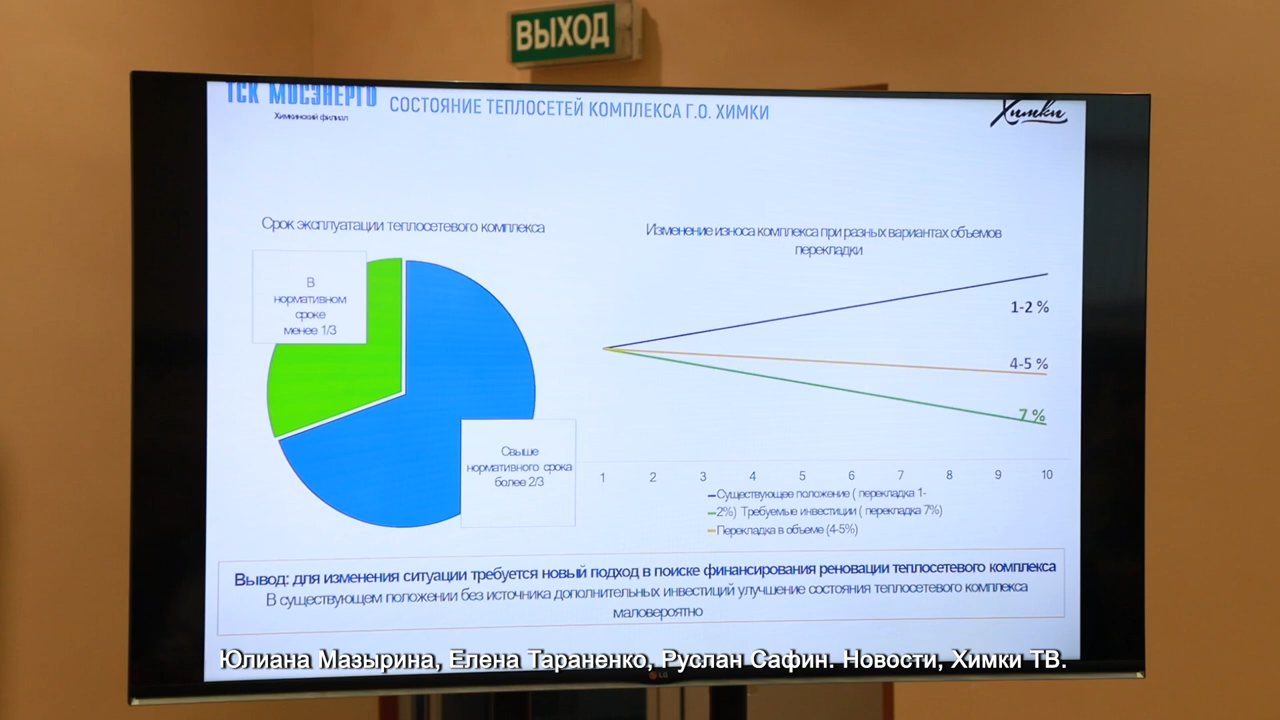 ВЫХОД
ТСК МОСЭНЕРГО
Химкинский филиал
СОСТОЯНИЕ ТЕПЛОСЕТЕЙ КОМПЛЕКСА Г.О. ХИМКИ
Химки
Срок эксплуатации теплосетевого комплекса
В
нормативном
сроке
менее 1/3
Свыше
нормативного срока
более 2/3
Изменение износа комплекса при разных вариантах объемов
перекладки
1-2 %
4-5 %
7 %
1 2 3 4 5 6 7 8 9 10
Существующее положение ( перекладка 1-
2%) Требуемые инвестиции ( перекладка 7%)
Перекладка в объеме (4-5%)
Вывод: для изменения ситуации требуется новый подход в поиске финансирования реновации теплосетевого комплекса
В существующем положении без источника дополнительных инвестиций улучшение состояния теплосетевого комплекса
маловероятно
Юлиана Мазырина, Елена Тараненко, Руслан Сафин. Новости, Химки ТВ.
LG